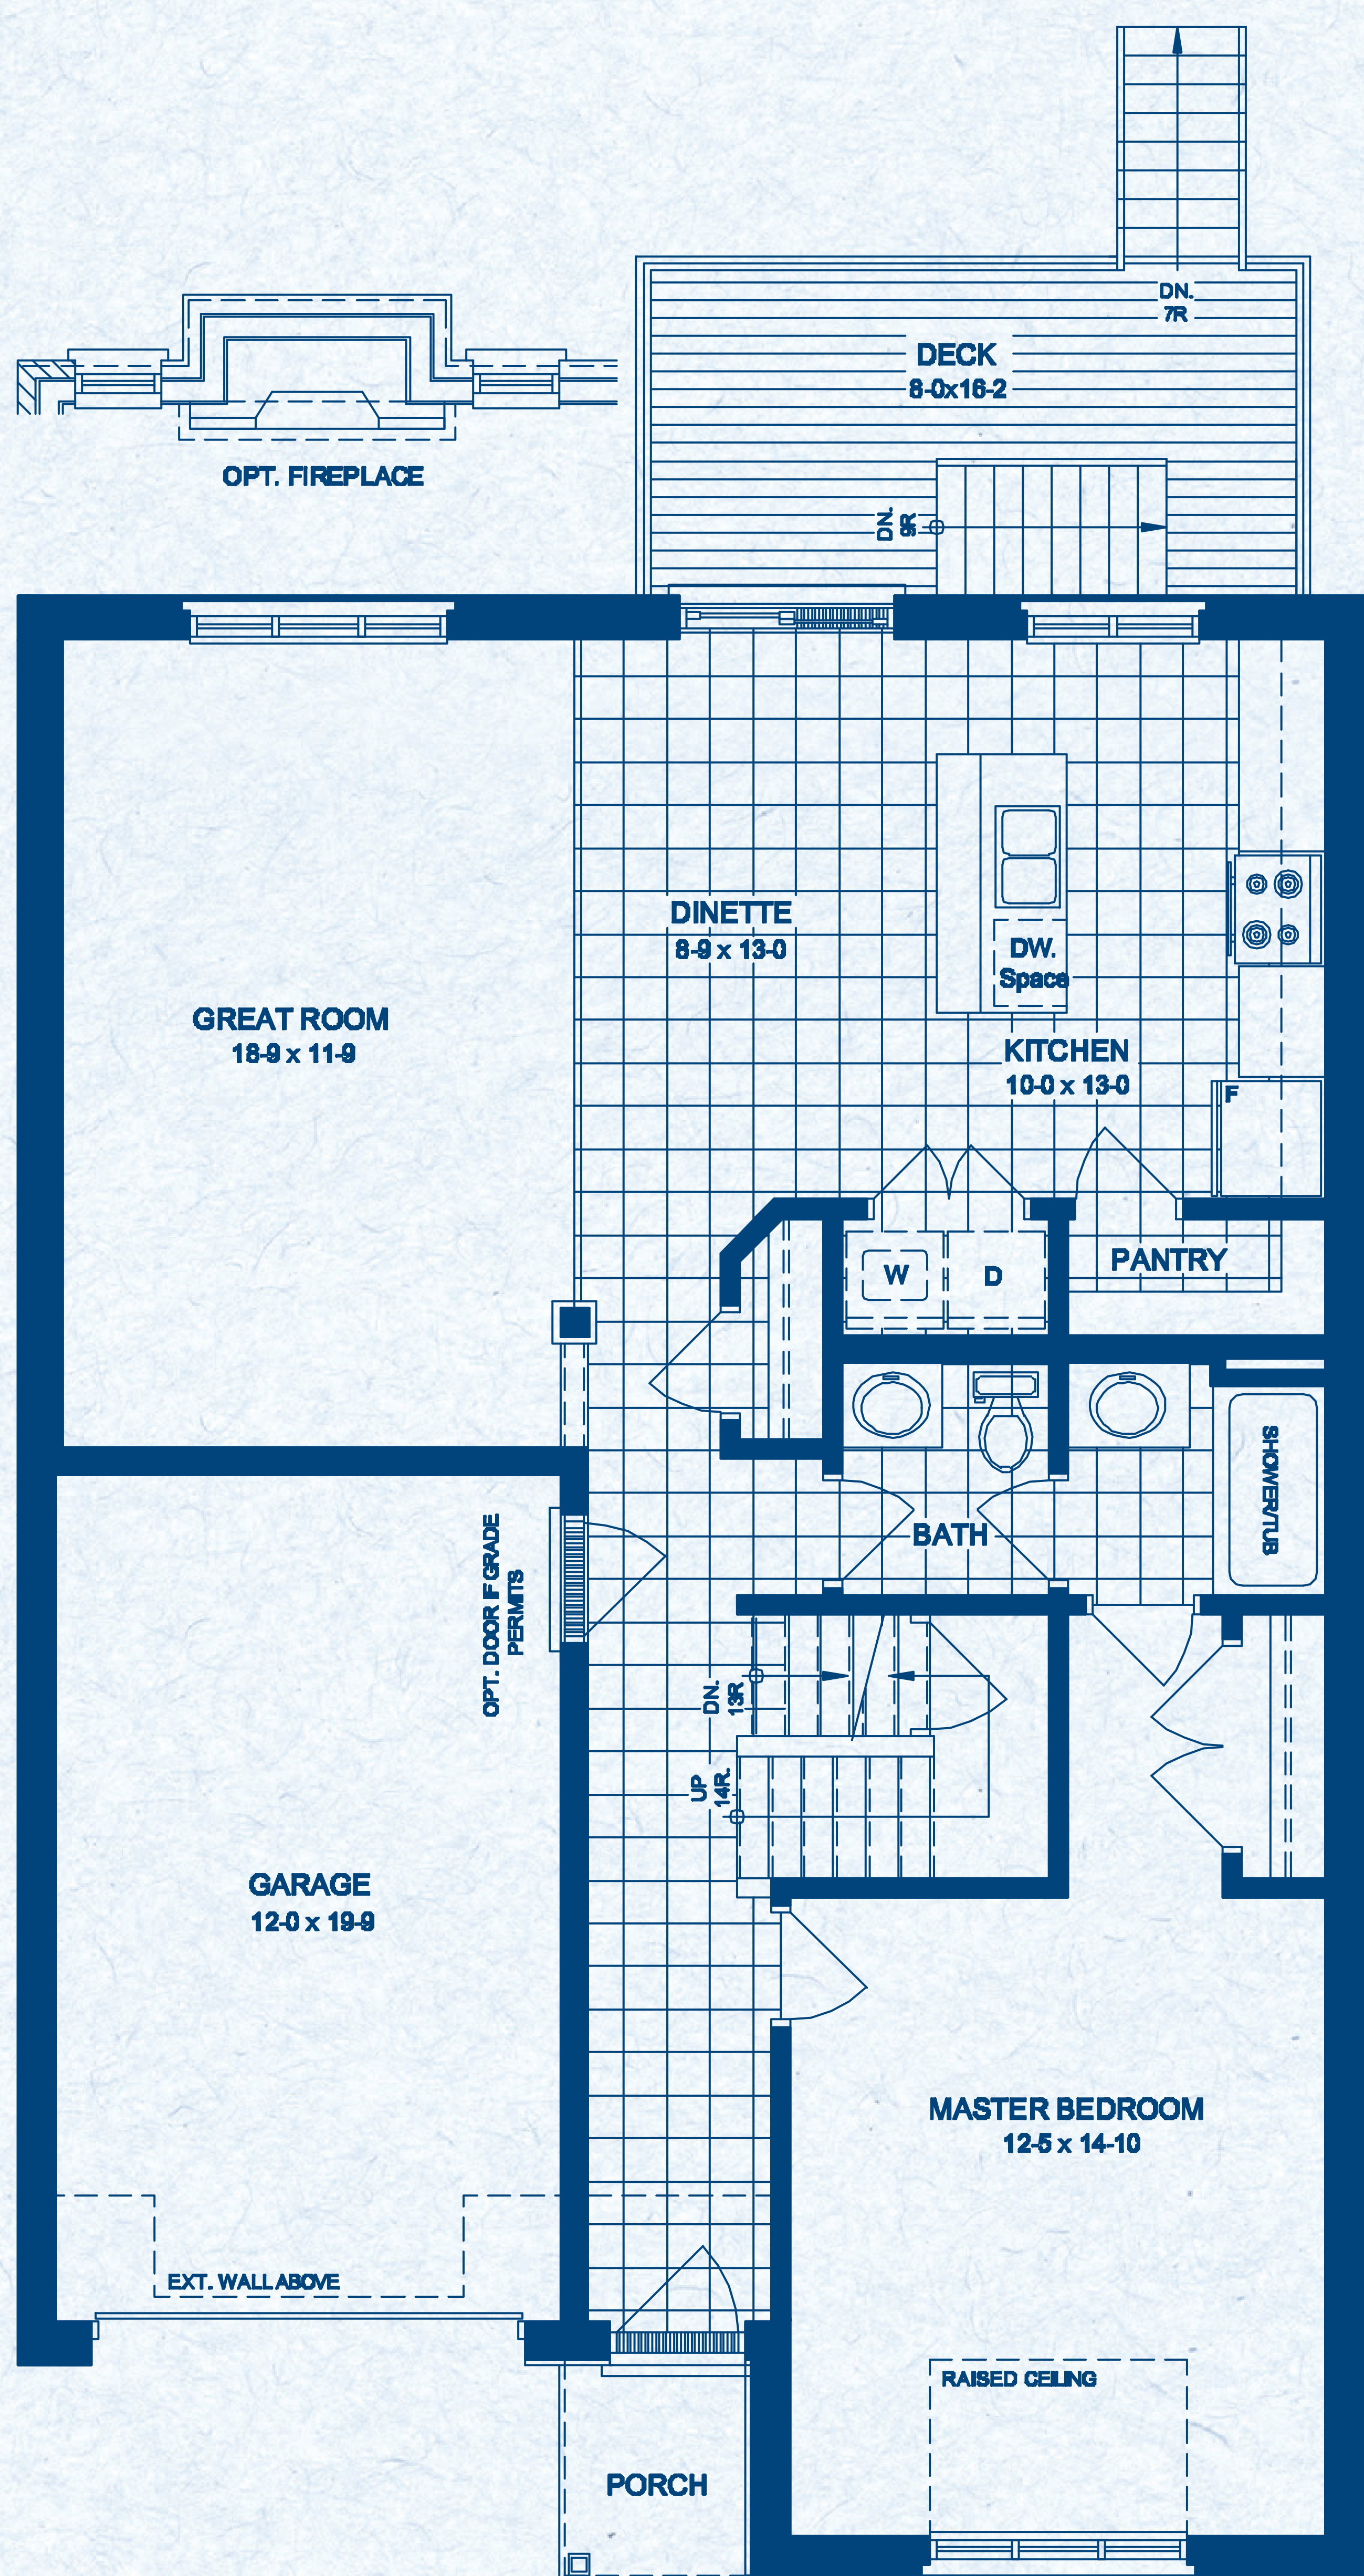 DN.
7R
DECK
8-0x16-2
OPT. FIREPLACE
DN.
9R
DINETTE
8-9 x 13-0
DW.
Space
GREAT ROOM
18-9 x 11-9
KITCHEN
10-0 x 13-0
F
PANTRY
W
D
SHOWER/TUB
BATH
OPT. DOOR IF GRADE
PERMITS
DN.
13R
UP
14R.
GARAGE
12-0 x 19-9
MASTER BEDROOM
12-5 x 14-10
EXT. WALL ABOVE
RAISED CEILING
PORCH